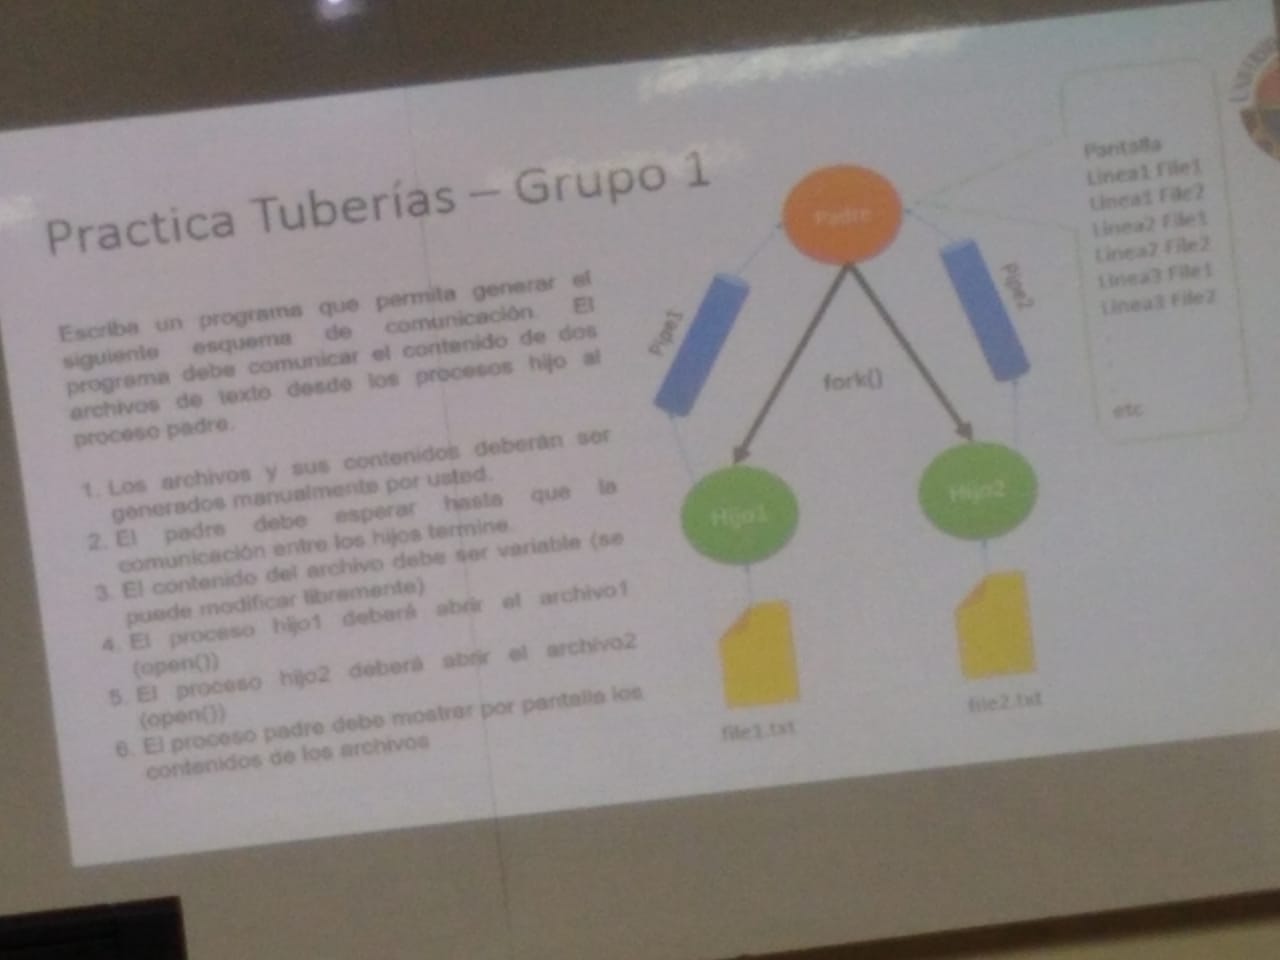 Practica Tuberías – Grupo 1
Escriba un programa que permita generar el
siguiente esquema de comunicación. El
programa debe comunicar el contenido de dos
archivos de texto desde los procesos hijo al
proceso padre.
1. Los archivos y sus contenidos deberán ser
generados manualmente por usted.
2. El padre debe esperar hasta que la
comunicación entre los hijos termine.
3. El contenido del archivo debe ser variable (se
puede modificar libremente)
4. El proceso hijo1 deberá abrir el archivo1
(open())
5. El proceso hijo2 deberá abrir el archivo2
(open())
6. El proceso padre debe mostrar por pantalla los
contenidos de los archivos
Padre
Pipe1
Pipe2
fork()
Hijo1
Hijo2
file1.txt
file2.txt
Pantalla
Linea1 File1
Linea1 File2
Linea2 File1
Linea2 File2
Linea3 File1
Linea3 File2
.
.
.
etc